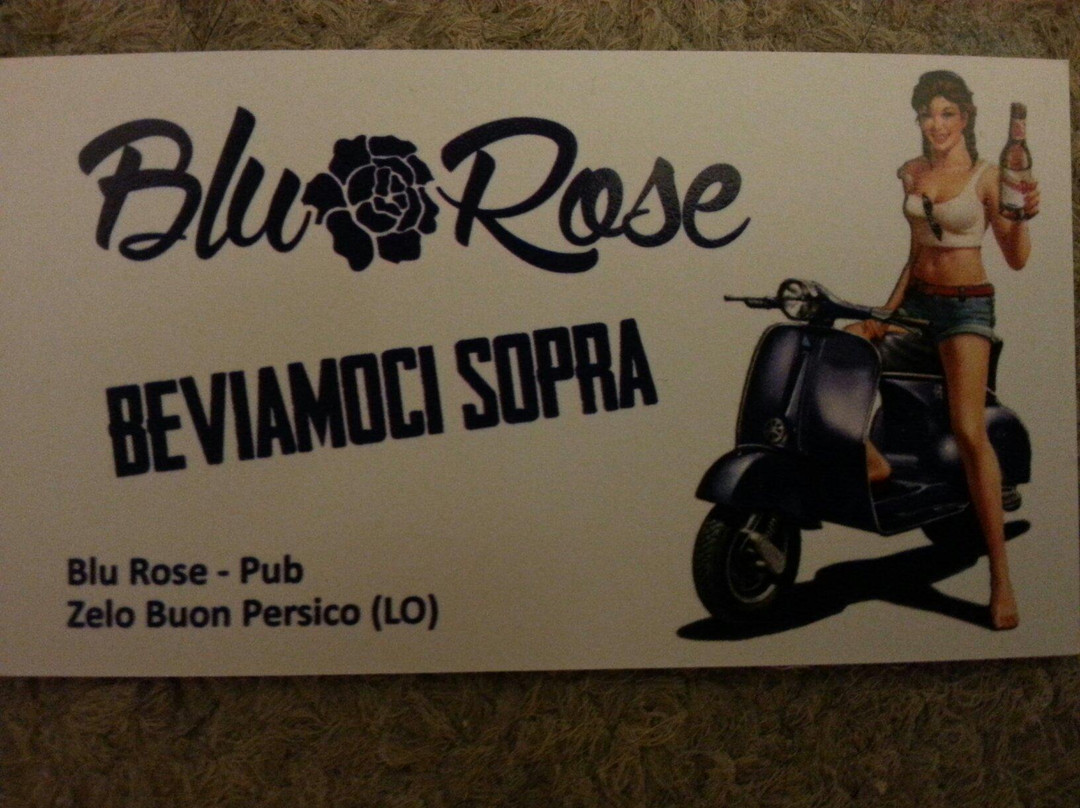 Blu Rose
BEVIAMOCI SOPRA
Blu Rose - Pub
Zelo Buon Persico (LO)